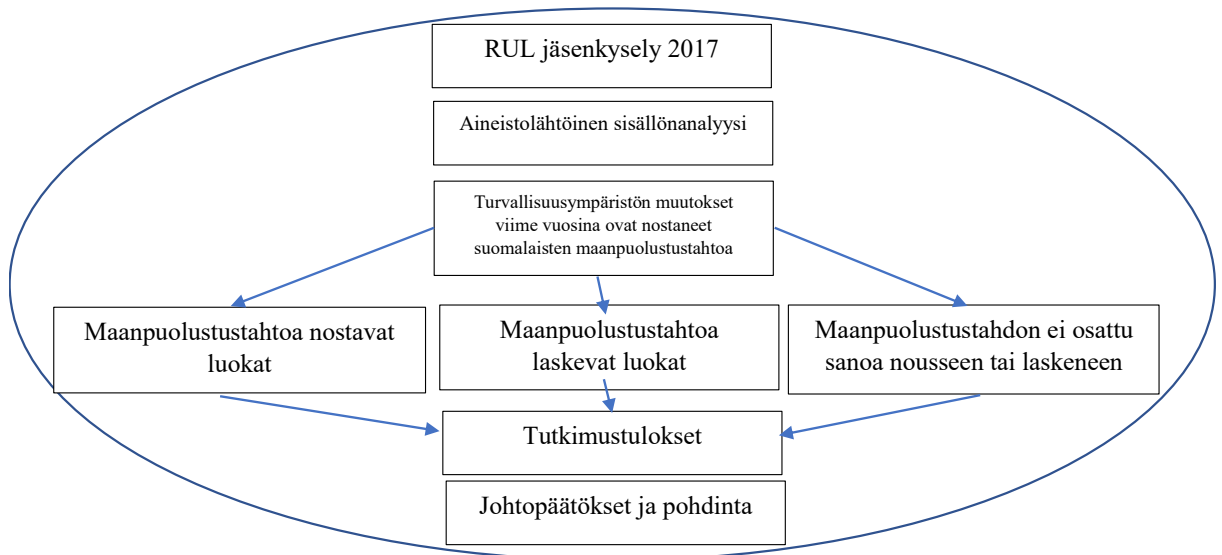 RUL jäsenkysely 2017
Aineistolähtöinen sisällönanalyysi
Turvallisuusympäristön muutokset
viime vuosina ovat nostaneet
suomalaisten maanpuolustustahtoa
Maanpuolustustahtoa nostavat
luokat
Maanpuolustustahtoa
laskevat luokat
Maanpuolustustahdon ei osattu
sanoa nousseen tai laskeneen
Tutkimustulokset
Johtopäätökset ja pohdinta